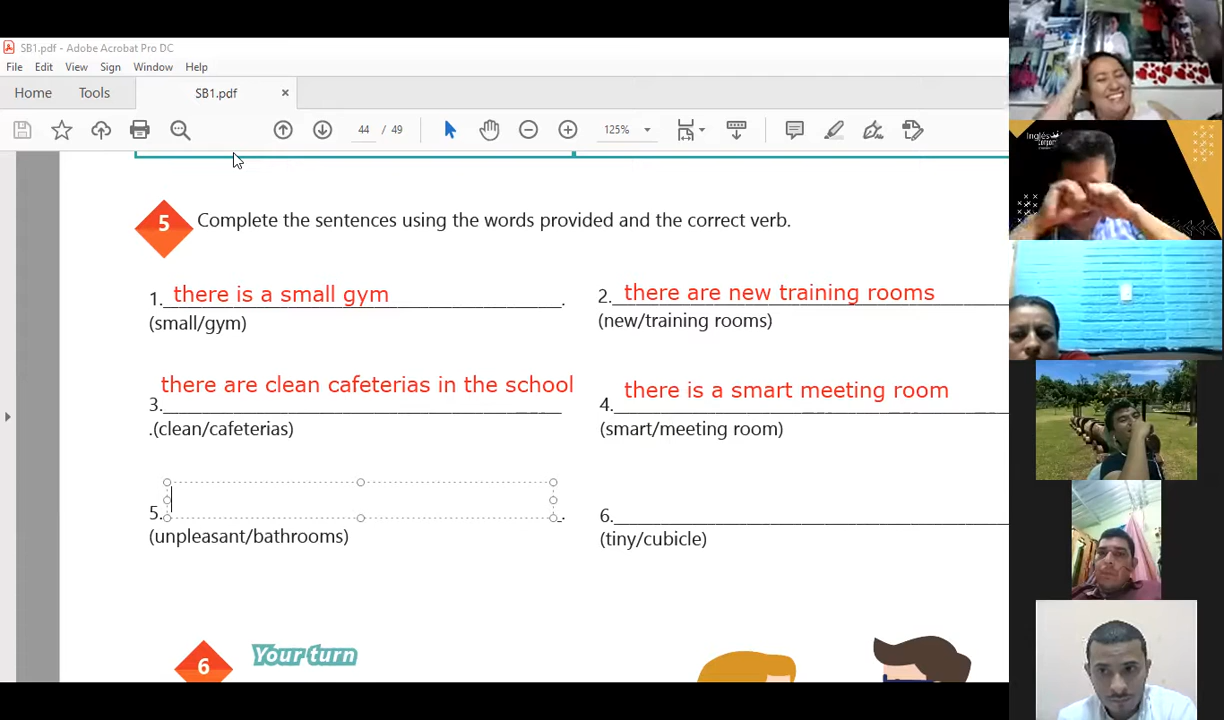 SB1.pdf - Adobe Acrobat Pro DC
File Edit View Sign Window Help
Home Tools SB1.pdf ×
44 / 49 125%
5 Complete the sentences using the words provided and the correct verb.
1. there is a small gym .
(small/gym)
2. there are new training rooms
(new/training rooms)
there are clean cafeterias in the school
3.
.(clean/cafeterias)
4. there is a smart meeting room
(smart/meeting room)
5. .
(unpleasant/bathrooms)
6.
(tiny/cubicle)
6 Your turn
Inglés